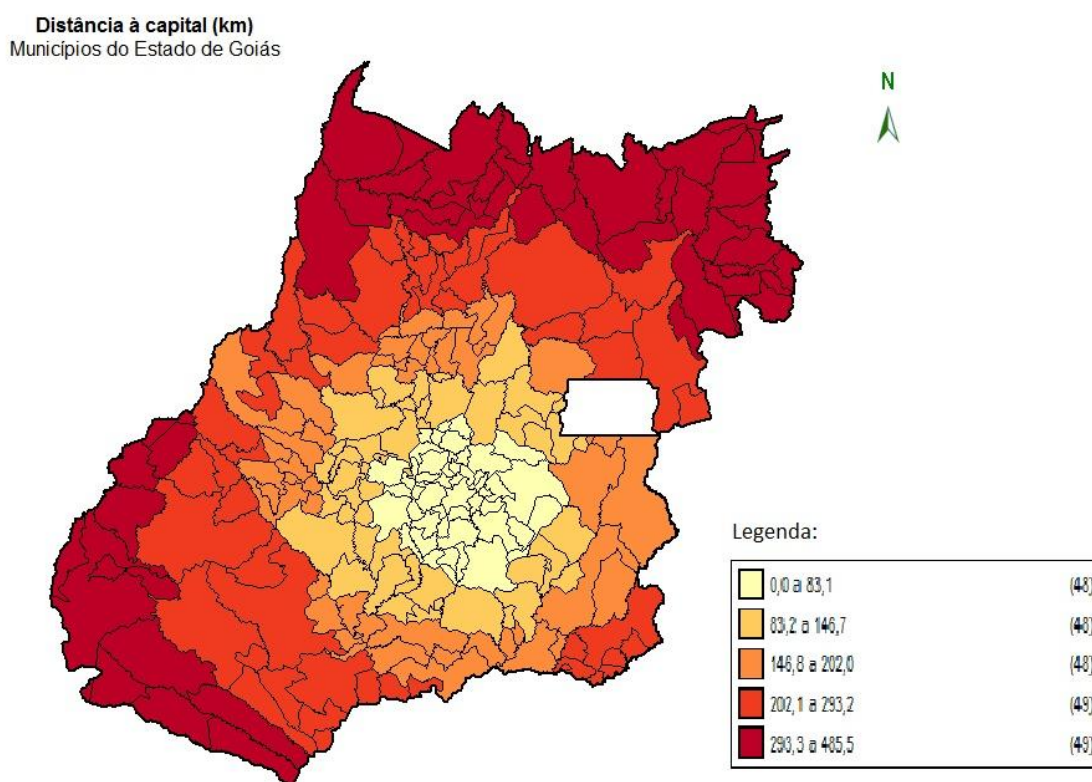 Distância à capital (km)
Municípios do Estado de Goiás
N
Legenda:
0,0 a 83,1 (48)
83,2 a 146,7 (48)
146,8 a 202,0 (48)
202,1 a 293,2 (49)
293,3 a 485,5 (49)